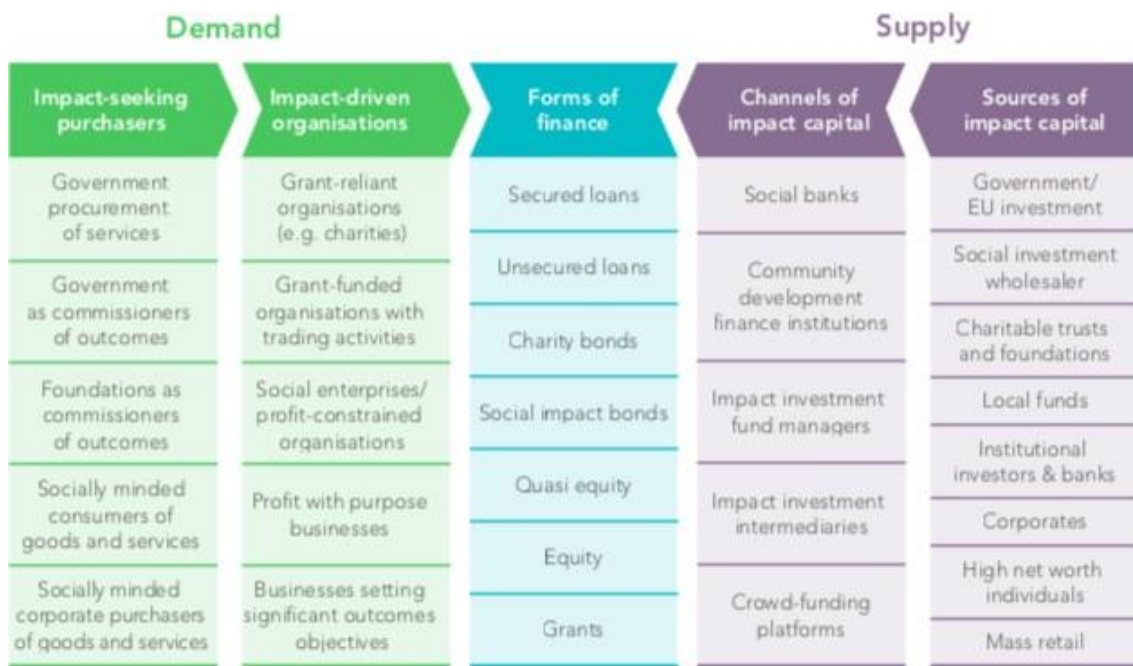 Demand
Supply
Impact-seeking
purchasers
Impact-driven
organisations
Forms of
finance
Channels of
impact capital
Sources of
impact capital
Government
procurement
of services
Government
as commissioners
of outcomes
Foundations as
commissioners
of outcomes
Socially minded
consumers of
goods and services
Socially minded
corporate purchasers
of goods and services
Grant-reliant
organisations
(e.g. charities)
Grant-funded
organisations with
trading activities
Social enterprises/
profit-constrained
organisations
Profit with purpose
businesses
Businesses setting
significant outcomes
objectives
Secured loans
Unsecured loans
Charity bonds
Social impact bonds
Quasi equity
Equity
Grants
Social banks
Community
development
finance institutions
Impact investment
fund managers
Impact investment
intermediaries
Crowd-funding
platforms
Government/
EU investment
Social investment
wholesaler
Charitable trusts
and foundations
Local funds
Institutional
investors & banks
Corporates
High net worth
individuals
Mass retail